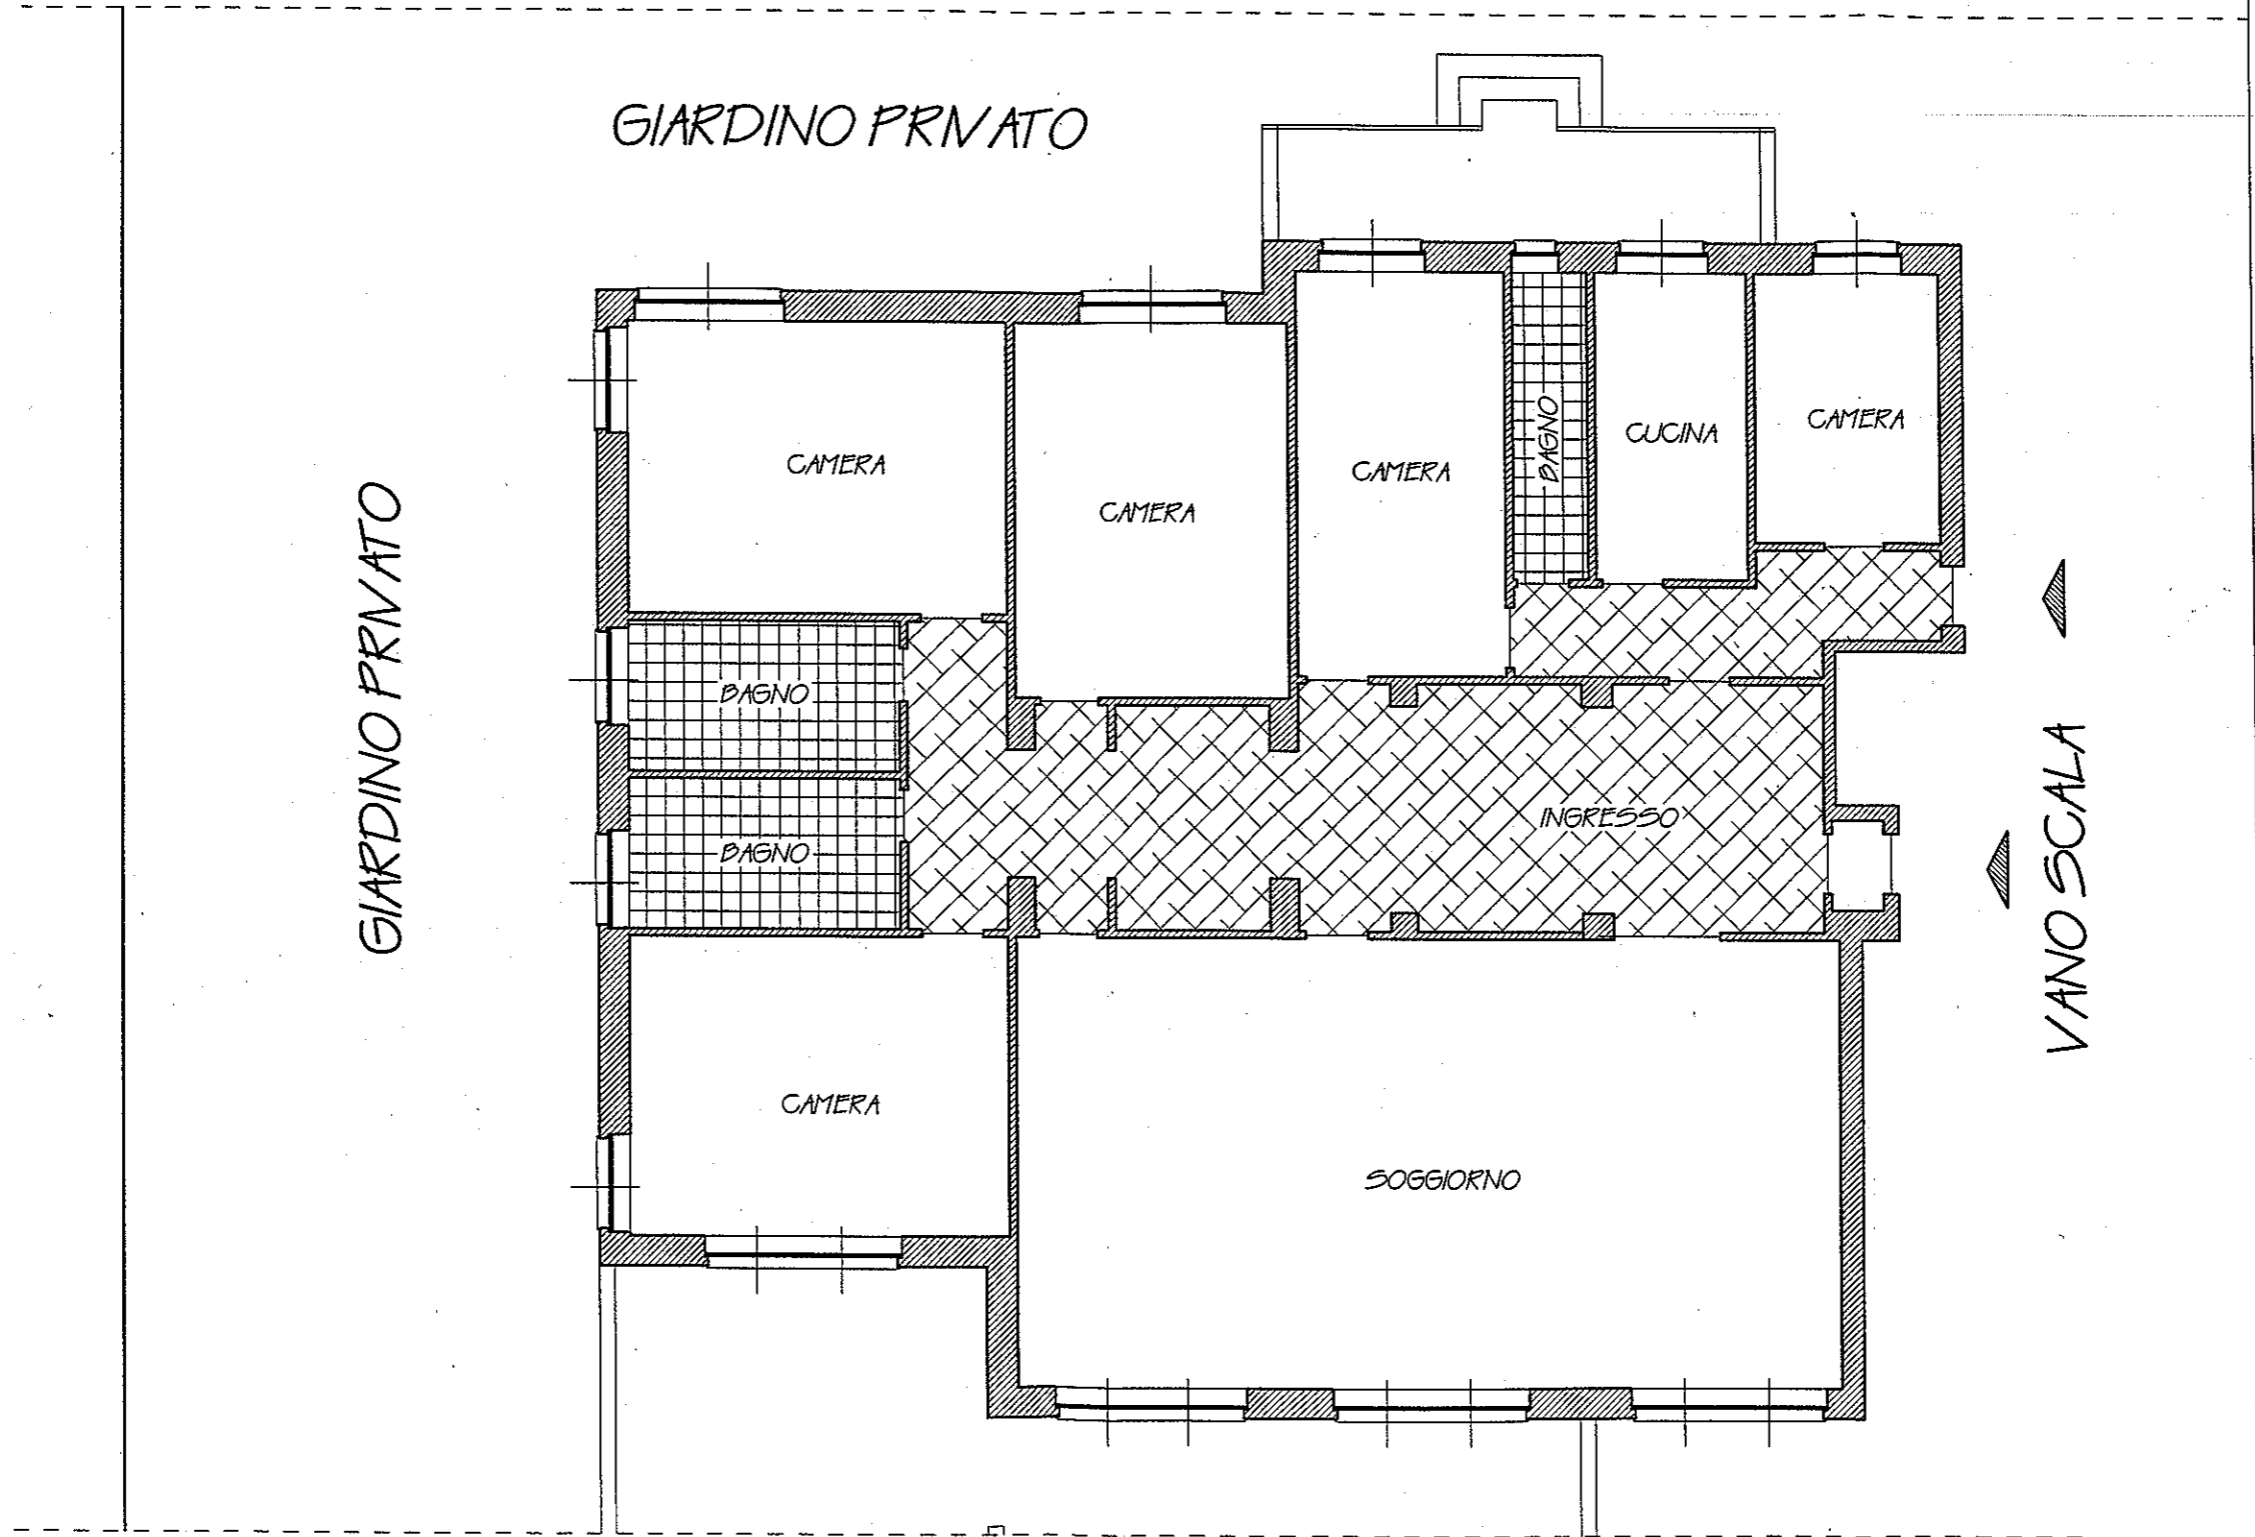 GIARDINO PRIVATO
GIARDINO PRIVATO
CAMERA
CAMERA
CAMERA
BAGNO
CUCINA
CAMERA
BAGNO
BAGNO
INGRESSO
VANO SCALA
CAMERA
SOGGIORNO